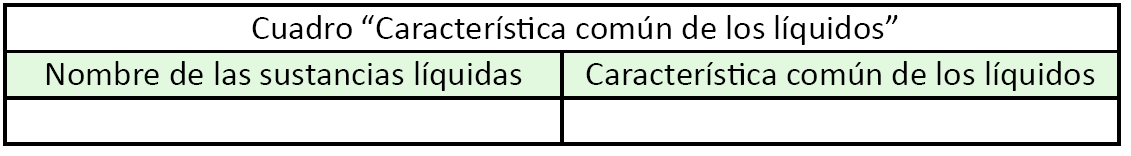 Cuadro “Característica común de los líquidos”
Nombre de las sustancias líquidas
Característica común de los líquidos